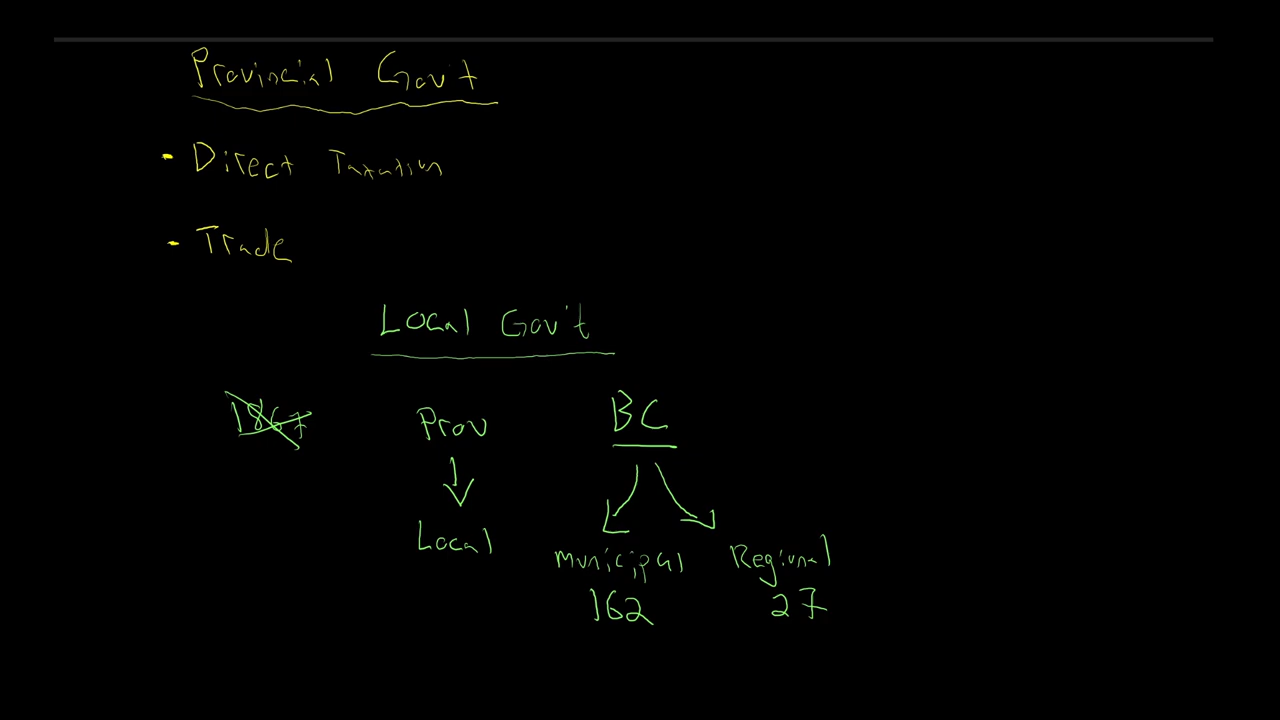 Provincial Gov't
- Direct Taxation
- Trade
Local Gov't
1867 Prov BC
Local
Municipal Regional
162 27